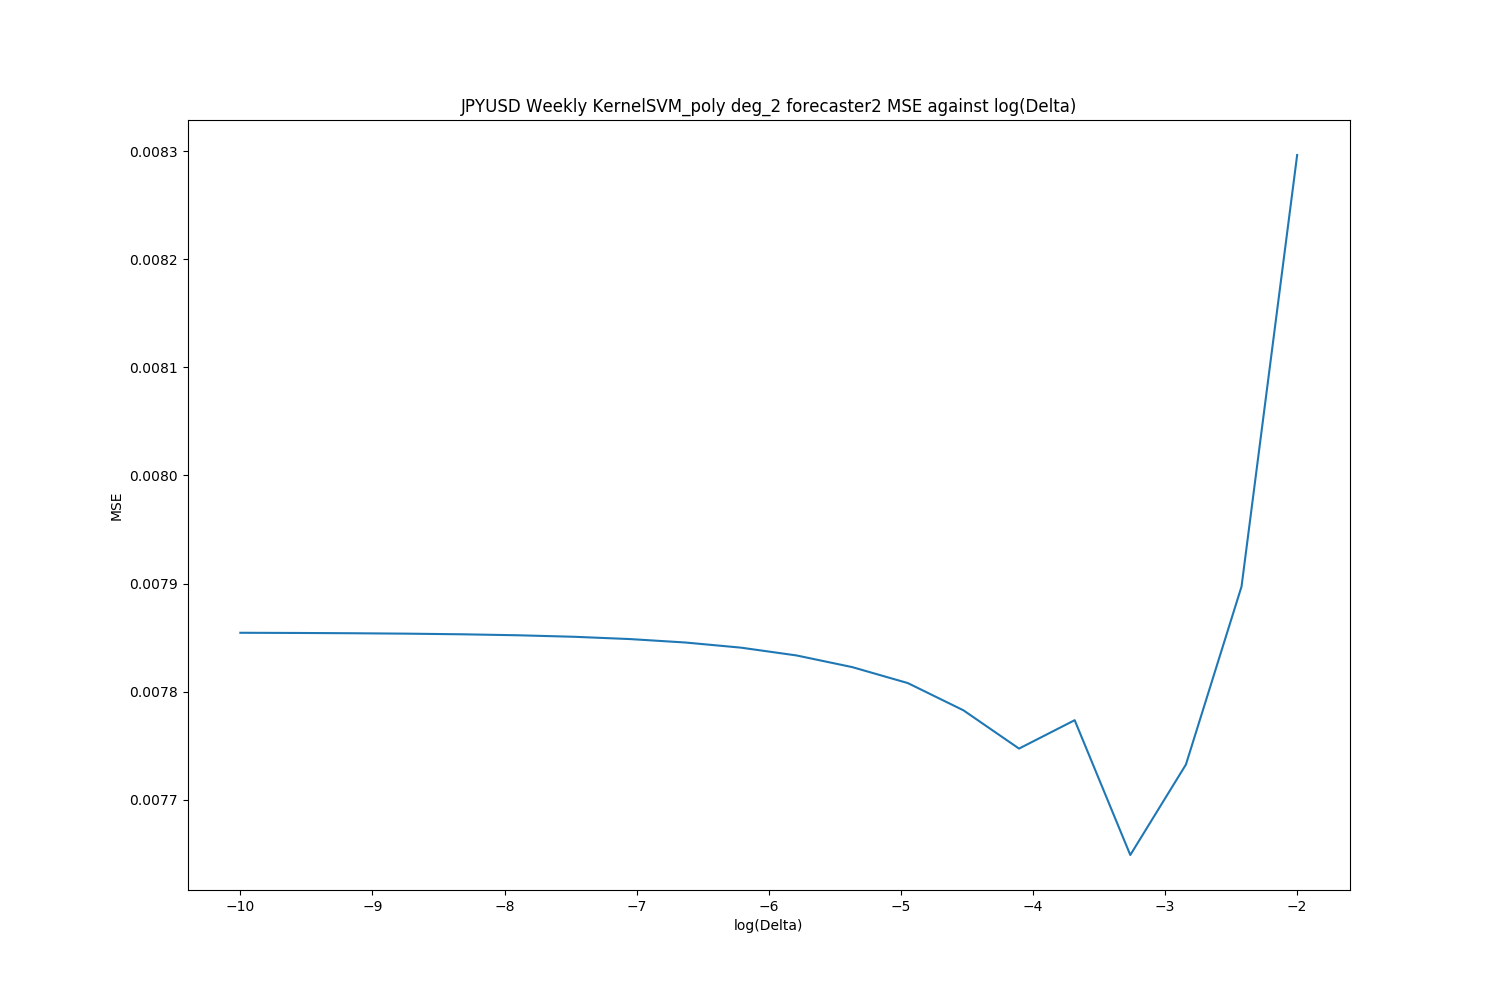 JPYUSD Weekly KernelSVM_poly deg_2 forecaster2 MSE against log(Delta)
0.0083
0.0082
0.0081
0.0080
0.0079
0.0078
0.0077
MSE
−10 −9 −8 −7 −6 −5 −4 −3 −2
log(Delta)